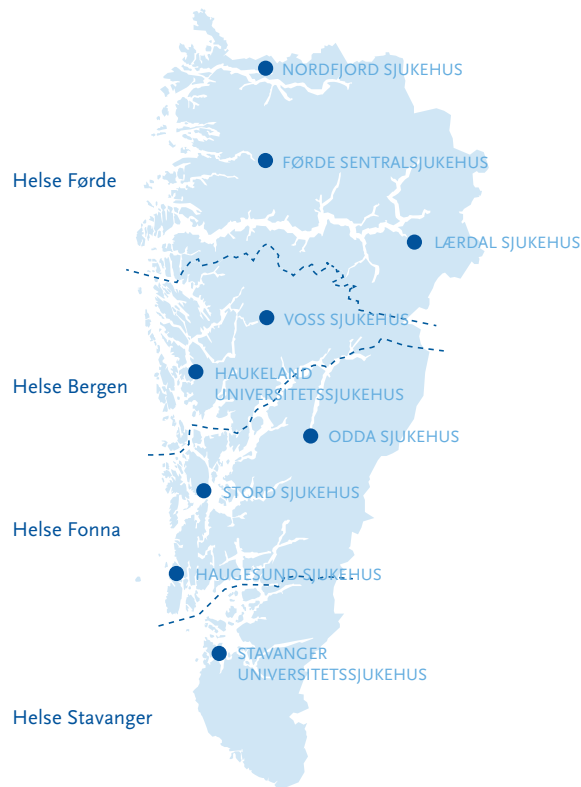 NORDFJORD SJUKEHUS
FØRDE SENTRALSJUKEHUS
Helse Førde
LÆRDAL SJUKEHUS
VOSS SJUKEHUS
HAUKELAND
UNIVERSITETSSJUKEHUS
Helse Bergen
ODDA SJUKEHUS
STORD SJUKEHUS
Helse Fonna
HAUGESUND SJUKEHUS
STAVANGER
UNIVERSITETSSJUKEHUS
Helse Stavanger